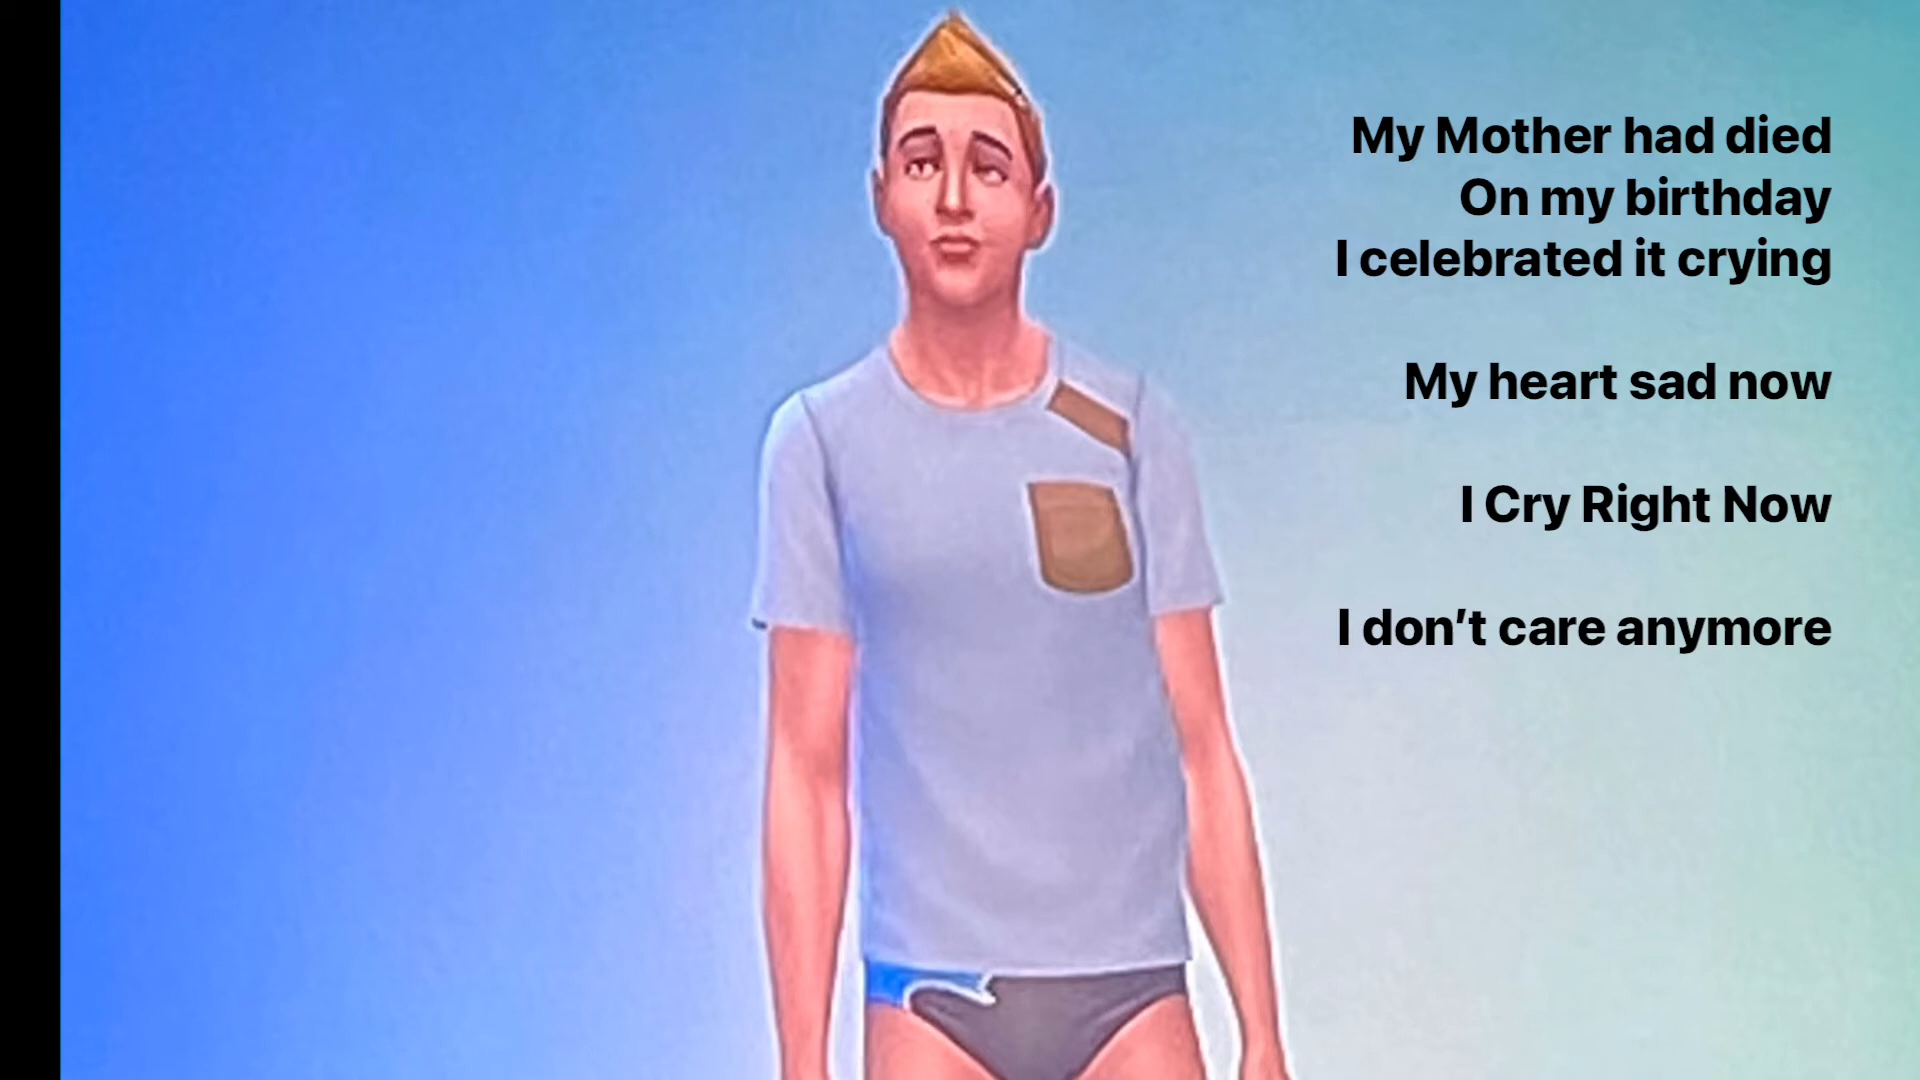 My Mother had died
On my birthday
I celebrated it crying
My heart sad now
I Cry Right Now
I don't care anymore